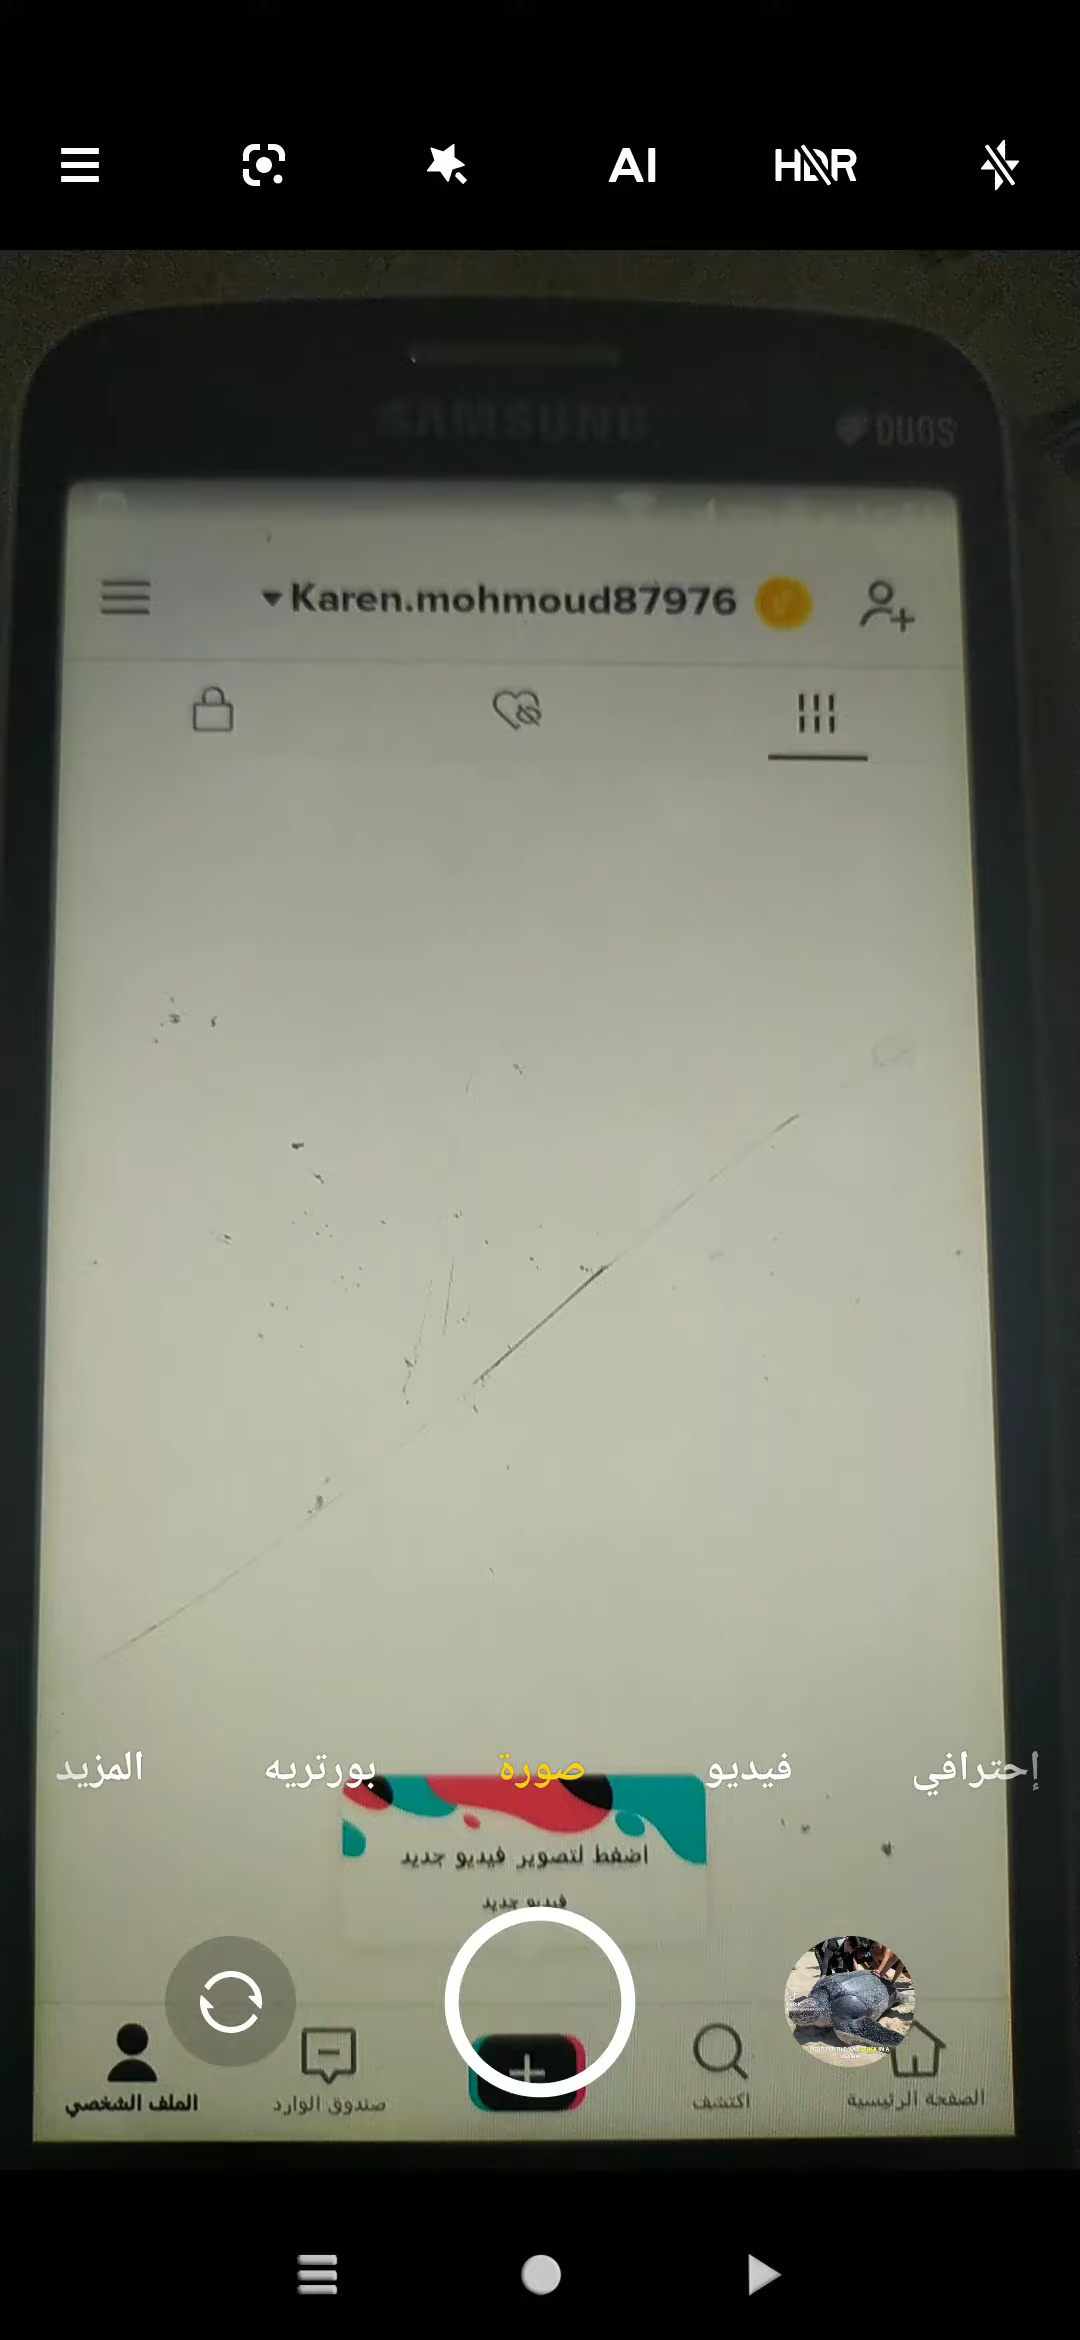 AI
HDR
SAMSUNG
DUOS
Karen.mohmoud87976
إحترافي
فيديو
صورة
بورتريه
المزيد
اضغط لتصوير فيديو جديد
فيديو جديد
الصفحة الرئيسية
اكتشف
صندوق الوارد
الملف الشخصي